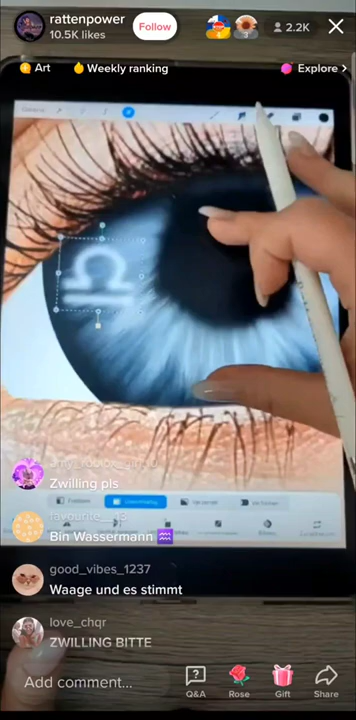 rattenpower
10.5K likes
Follow
3
2.2K
Art
Weekly ranking
Explore >
Zwilling pls
Bin Wassermann ♒
good_vibes_1237
Waage und es stimmt
love_chqr
ZWILLING BITTE
Add comment...
Q&A
Rose
Gift
Share